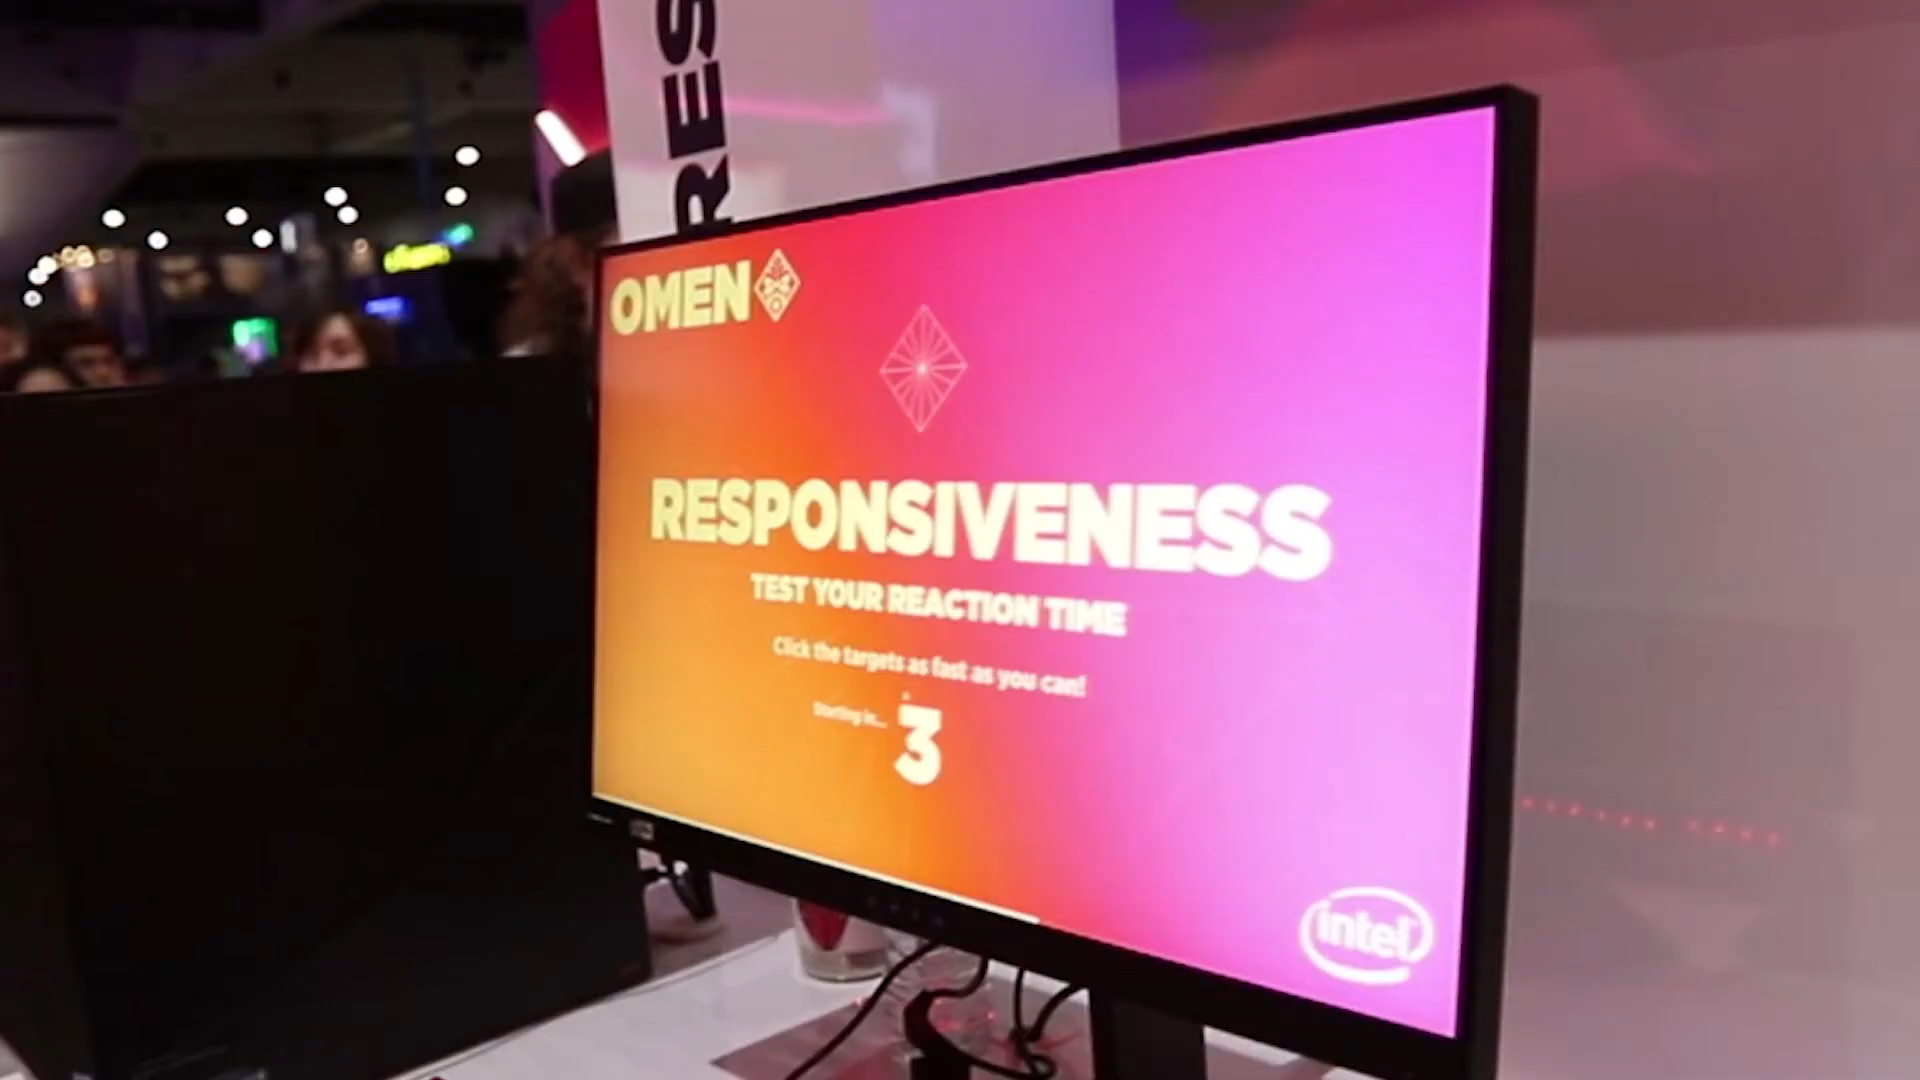 RES
OMEN
RESPONSIVENESS
TEST YOUR REACTION TIME
Click the targets as fast as you can!
Starting in...
3
intel